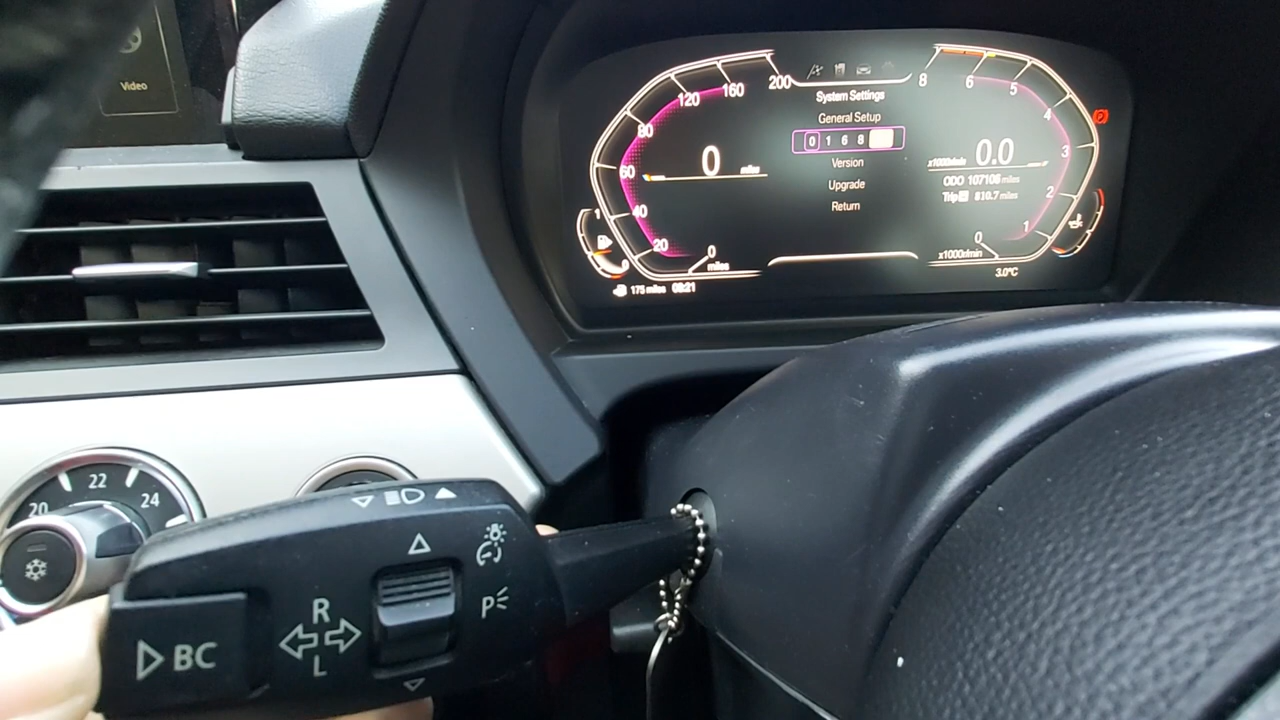 Video
System Settings
General Setup
0 1 6 8
Version
Upgrade
Return
0
miles
20
40
60
80
120
160
200
0
miles
1
0
175 miles 08:21
8
6
5
4
3
2
1
0
x1000r/min
0.0
x1000r/min
ODO 107105 miles
Trip 810.7 miles
3.0°C
20
22
24
BC
R
L
P